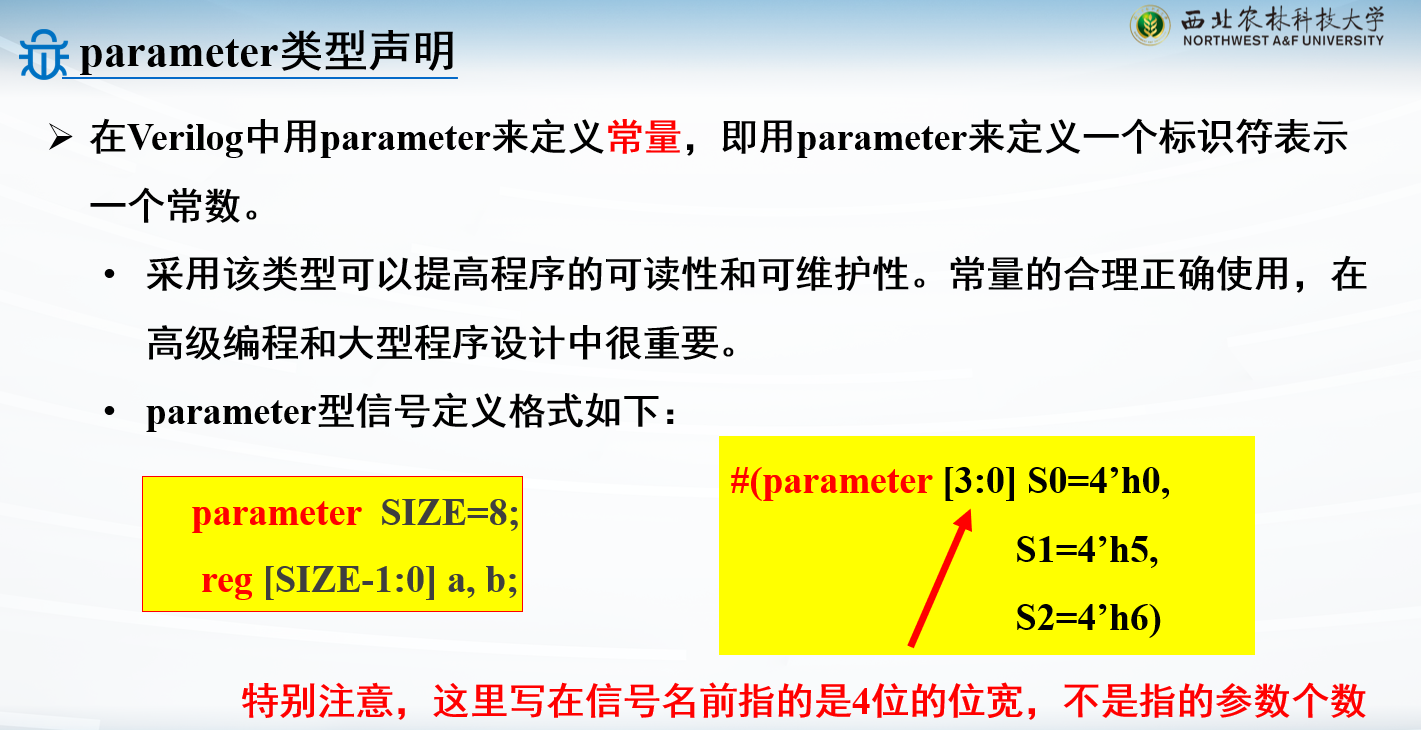 parameter类型声明
西北农林科技大学
NORTHWEST A&F UNIVERSITY
在Verilog中用parameter来定义常量，即用parameter来定义一个标识符表示
一个常数。
• 采用该类型可以提高程序的可读性和可维护性。常量的合理正确使用，在
高级编程和大型程序设计中很重要。
• parameter型信号定义格式如下：
parameter SIZE=8;
reg [SIZE-1:0] a, b;
#(parameter [3:0] S0=4’h0,
S1=4’h5,
S2=4’h6)
特别注意，这里写在信号名前指的是4位的位宽，不是指的参数个数